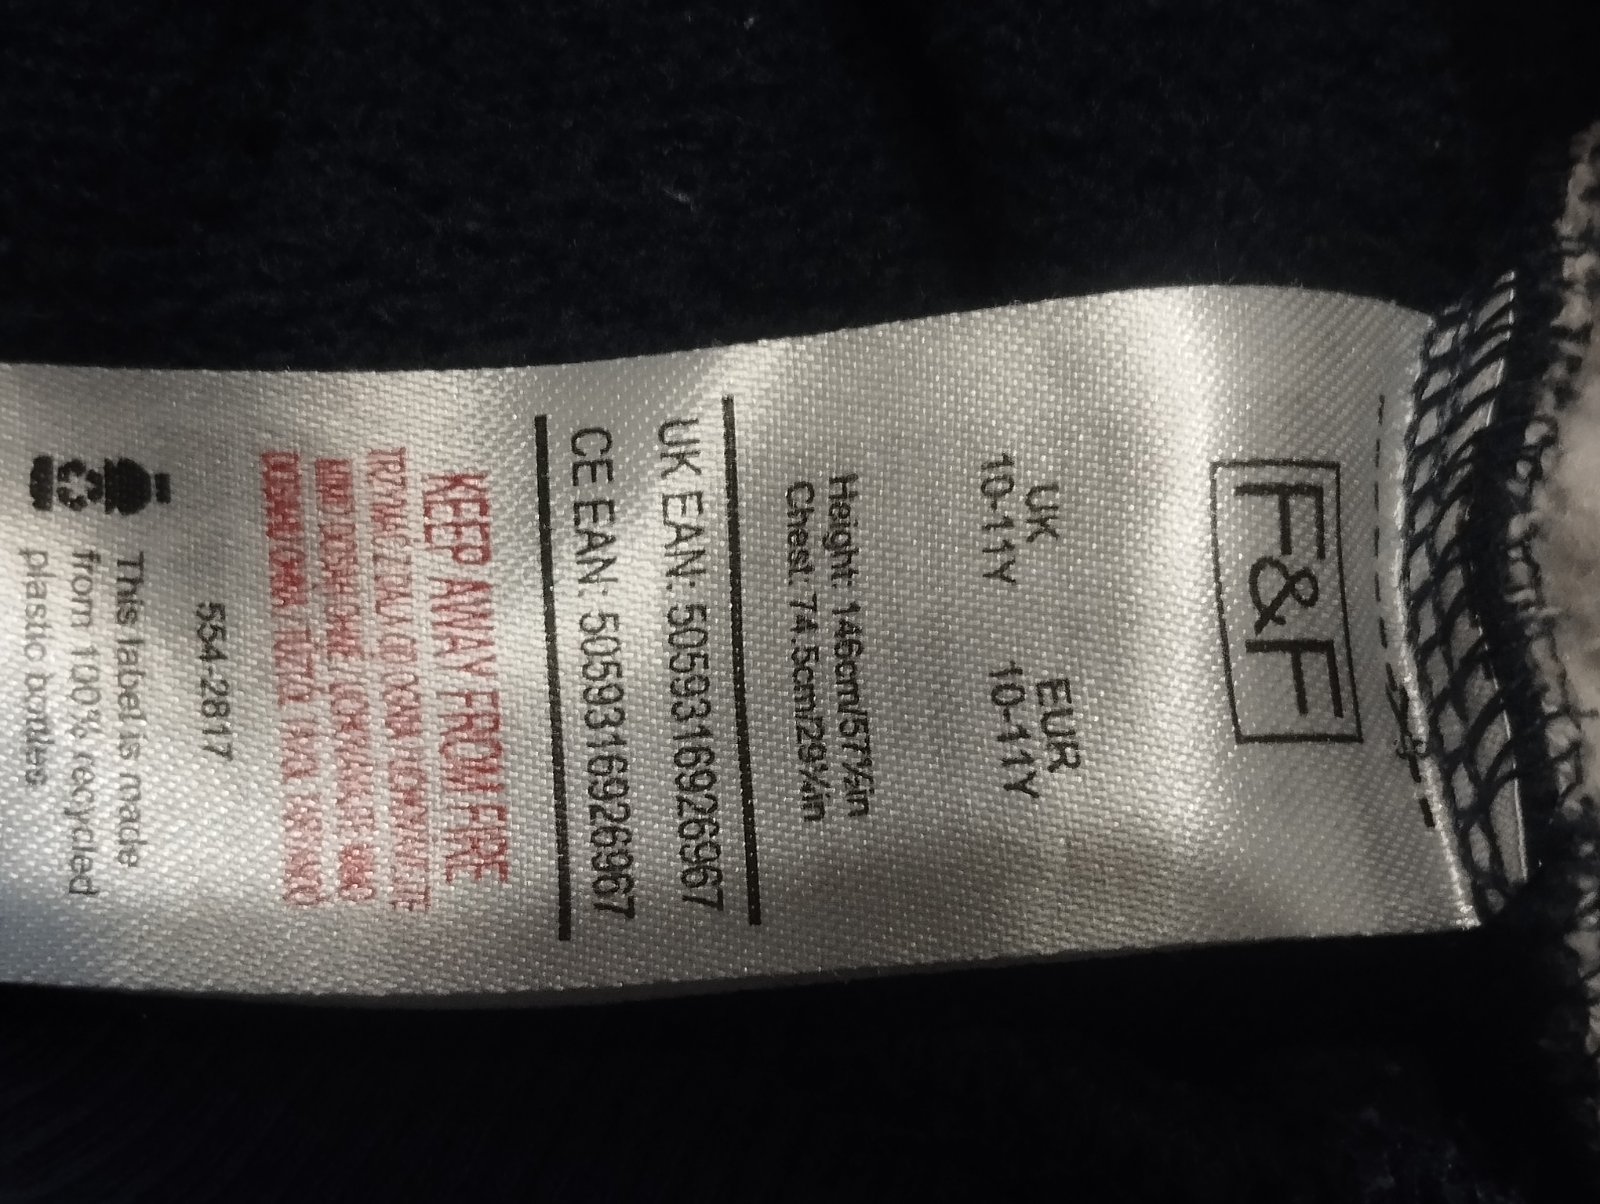 F&F
UK EUR
10-11Y 10-11Y
Height: 146cm/57½in
Chest: 74.5cm/29¼in
UK EAN: 5059316926967
CE EAN: 5059316926967
KEEP AWAY FROM FIRE
554-2817
This label is made
from 100% recycled
plastic bottles